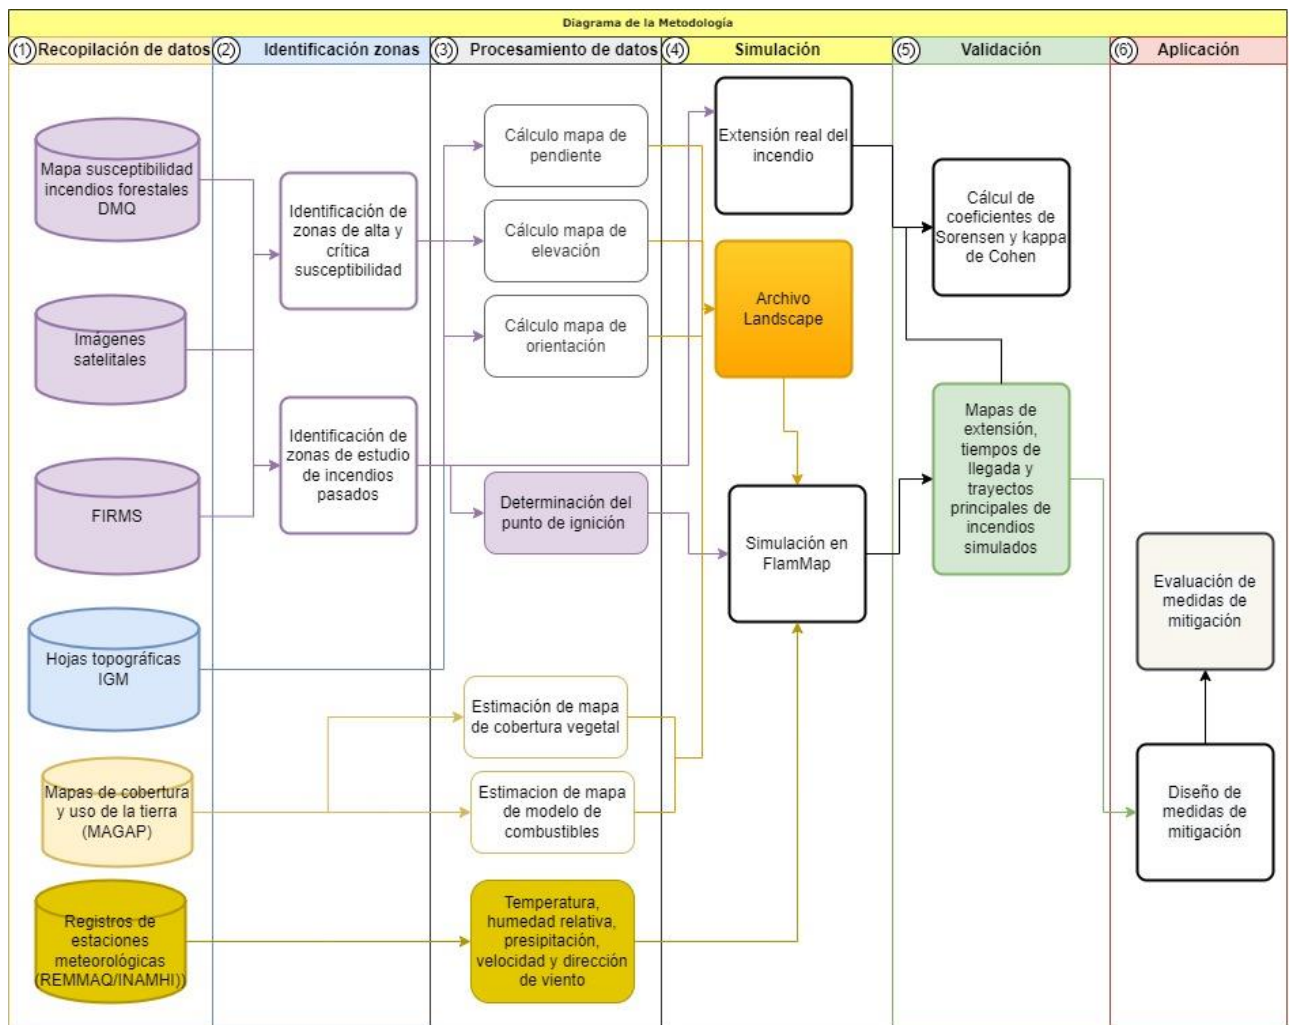 Diagrama de la Metodología
(1) Recopilación de datos
(2) Identificación zonas
(3) Procesamiento de datos
(4) Simulación
(5) Validación
(6) Aplicación
Mapa susceptibilidad
incendios forestales
DMQ
Imágenes
satelitales
FIRMS
Hojas topográficas
IGM
Mapas de cobertura
y uso de la tierra
(MAGAP)
Registros de
estaciones
meteorológicas
(REMMAQ/INAMHI))
Identificación de
zonas de alta y
crítica
susceptibilidad
Identificación de
zonas de estudio
de incendios
pasados
Cálculo mapa de
pendiente
Cálculo mapa de
elevación
Cálculo mapa de
orientación
Determinación del
punto de ignición
Estimación de mapa
de cobertura vegetal
Estimacion de mapa
de modelo de
combustibles
Temperatura,
humedad relativa,
presipitación,
velocidad y dirección
de viento
Extensión real del
incendio
Archivo
Landscape
Simulación en
FlamMap
Cálcul de
coeficientes de
Sorensen y kappa
de Cohen
Mapas de
extensión,
tiempos de
llegada y
trayectos
principales de
incendios
simulados
Evaluación de
medidas de
mitigación
Diseño de
medidas de
mitigación